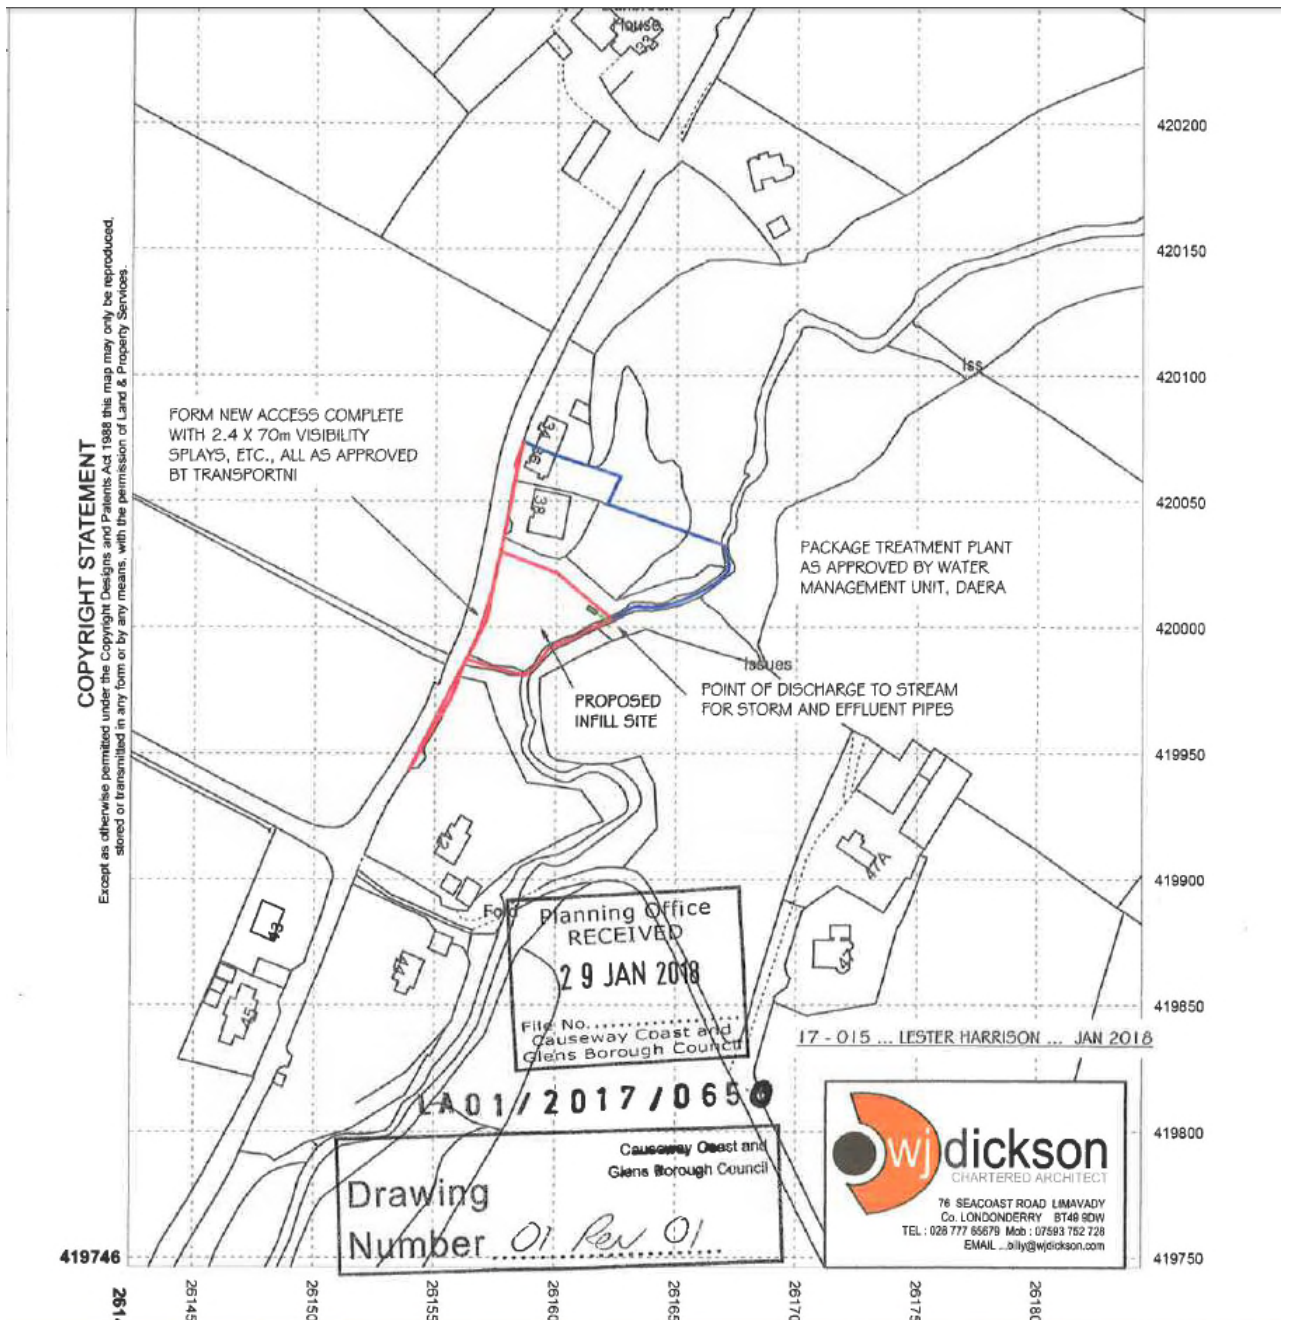 House
33
420200
420150
Iss
420100
FORM NEW ACCESS COMPLETE
WITH 2.4 X 70m VISIBILITY
SPLAYS, ETC., ALL AS APPROVED
BT TRANSPORTNI
34
36
38
420050
PACKAGE TREATMENT PLANT
AS APPROVED BY WATER
MANAGEMENT UNIT, DAERA
420000
Issues
PROPOSED
INFILL SITE
POINT OF DISCHARGE TO STREAM
FOR STORM AND EFFLUENT PIPES
COPYRIGHT STATEMENT
Except as otherwise permitted under the Copyright Designs and Patents Act 1988 this map may only be reproduced,
stored or transmitted in any form or by any means, with the permission of Land & Property Services.
419950
42
47A
419900
43
44
45
47
Planning Office
RECEIVED
29 JAN 2018
File No.
Causeway Coast and
Glens Borough Council
419850
17 - 015 ... LESTER HARRISON ... JAN 2018
LA01/2017/0650
419800
Causeway Coast and
Glens Borough Council
Drawing
Number 01 Rev 01
wjdickson
CHARTERED ARCHITECT
76 SEACOAST ROAD LIMAVADY
Co. LONDONDERRY BT49 9DW
TEL : 028 777 65679 Mob : 07593 752 728
EMAIL ...billy@wjdickson.com
419746
419750